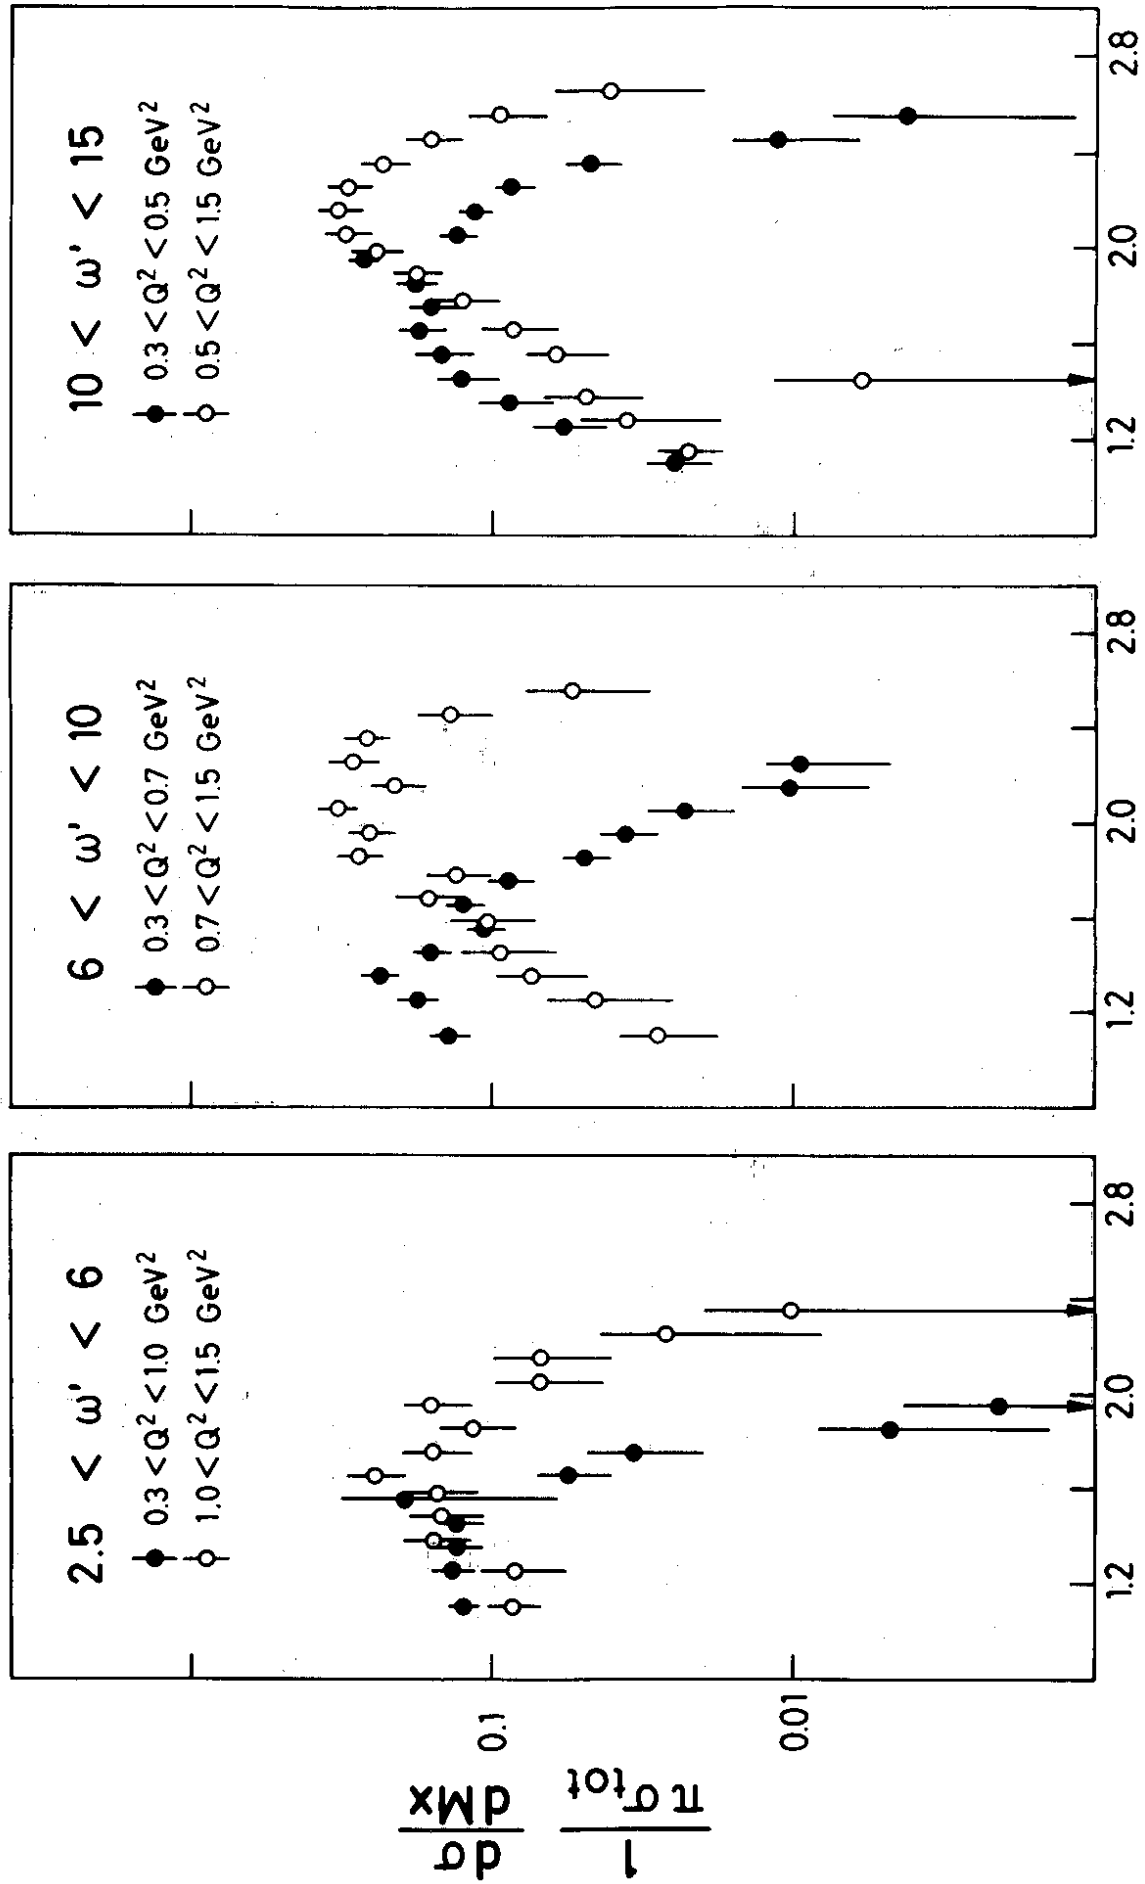 2.5 < ω' < 6
0.3 < Q² < 1.0 GeV²
1.0 < Q² < 1.5 GeV²
6 < ω' < 10
0.3 < Q² < 0.7 GeV²
0.7 < Q² < 1.5 GeV²
10 < ω' < 15
0.3 < Q² < 0.5 GeV²
0.5 < Q² < 1.5 GeV²
1 dσ
πσtot dMx
0.1
0.01
1.2 2.0 2.8
1.2 2.0 2.8
1.2 2.0 2.8